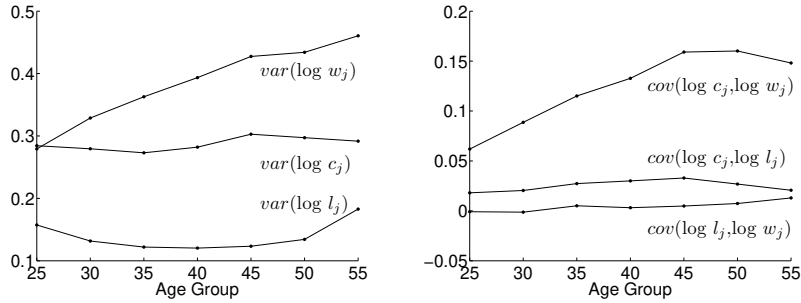 0.5
0.4
0.3
0.2
0.1
var(log w_j)
var(log c_j)
var(log l_j)
25 30 35 40 45 50 55
Age Group
0.2
0.15
0.1
0.05
0
−0.05
cov(log c_j,log w_j)
cov(log c_j,log l_j)
cov(log l_j,log w_j)
25 30 35 40 45 50 55
Age Group